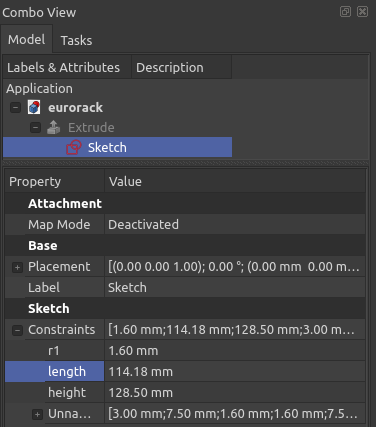 Combo View
Model Tasks
Labels & Attributes Description
Application
eurorack
Extrude
Sketch
Property Value
Attachment
Map Mode Deactivated
Base
Placement [(0.00 0.00 1.00); 0.00 °; (0.00 mm 0.00 m...
Label Sketch
Sketch
Constraints [1.60 mm;114.18 mm;128.50 mm;3.00 m...
r1 1.60 mm
length 114.18 mm
height 128.50 mm
Unna... [3.00 mm;7.50 mm;1.60 mm;1.60 mm;7.5...